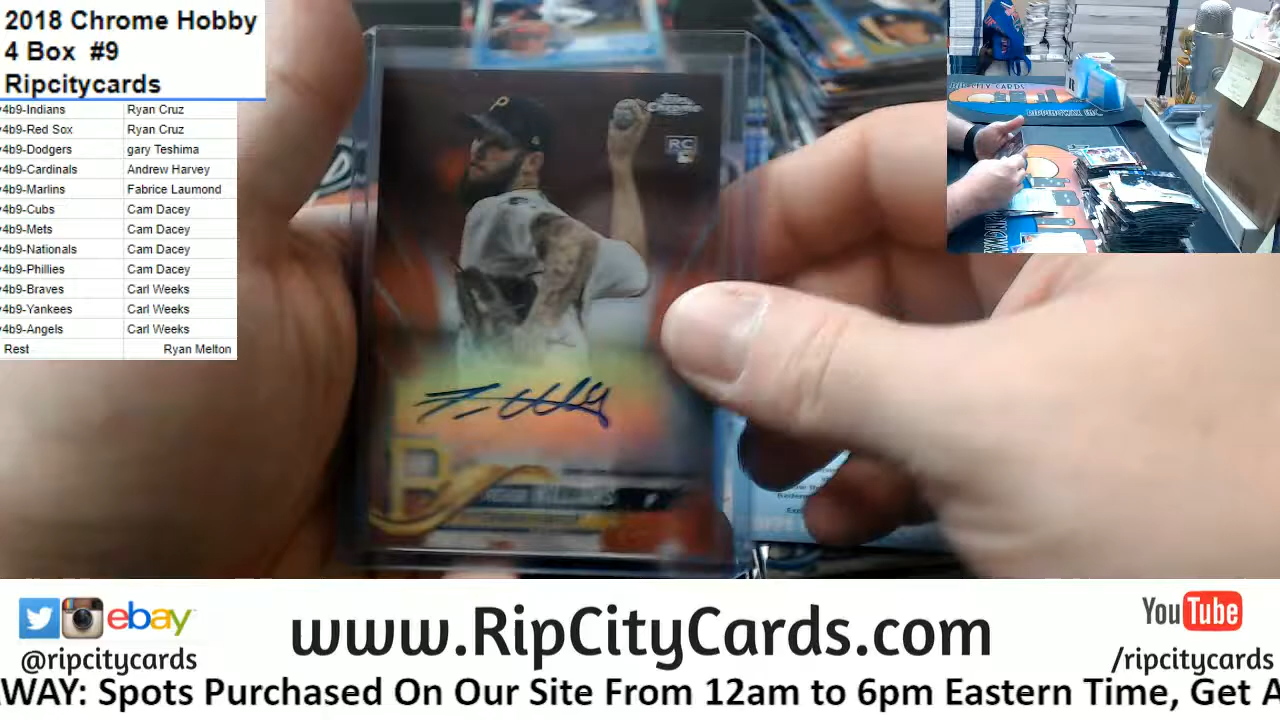 2018 Chrome Hobby
4 Box #9
Ripcitycards
4b9-Indians Ryan Cruz
4b9-Red Sox Ryan Cruz
4b9-Dodgers gary Teshima
4b9-Cardinals Andrew Harvey
4b9-Marlins Fabrice Laumond
4b9-Cubs Cam Dacey
4b9-Mets Cam Dacey
4b9-Nationals Cam Dacey
4b9-Phillies Cam Dacey
4b9-Braves Carl Weeks
4b9-Yankees Carl Weeks
4b9-Angels Carl Weeks
Rest Ryan Melton
P
Topps
Chrome
RC
P
ebay
www.RipCityCards.com
YouTube
@ripcitycards
/ripcitycards
AWAY: Spots Purchased On Our Site From 12am to 6pm Eastern Time, Get A